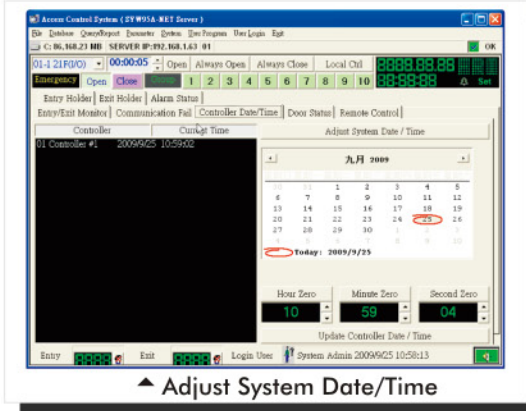 Access Control System ( SYW95A-NET Server )
File Database Query/Report Parameter System User Program User Login Exit
C: 86,168.23 MB SERVER IP:192.168.1.63 01 OK
01-1 21F(I/O) 00:00:05 Open Always Open Always Close Local Ctrl
Emergency Open Close Group 1 2 3 4 5 6 7 8 9 10 Set
Entry Holder Exit Holder Alarm Status
Entry/Exit Monitor Communication Fail Controller Date/Time Door Status Remote Control
Controller Current Time Adjust System Date / Time
01 Controller #1 2009/9/25 10:59:02
九月 2009
30 31 1 2 3 4 5
6 7 8 9 10 11 12
13 14 15 16 17 18 19
20 21 22 23 24 25 26
27 28 29 30 1 2 3
4 5 6 7 8 9 10
Today: 2009/9/25
Hour Zero Minute Zero Second Zero
10 59 04
Update Controller Date / Time
Entry Exit Login User System Admin 2009/9/25 10:58:13
Adjust System Date/Time